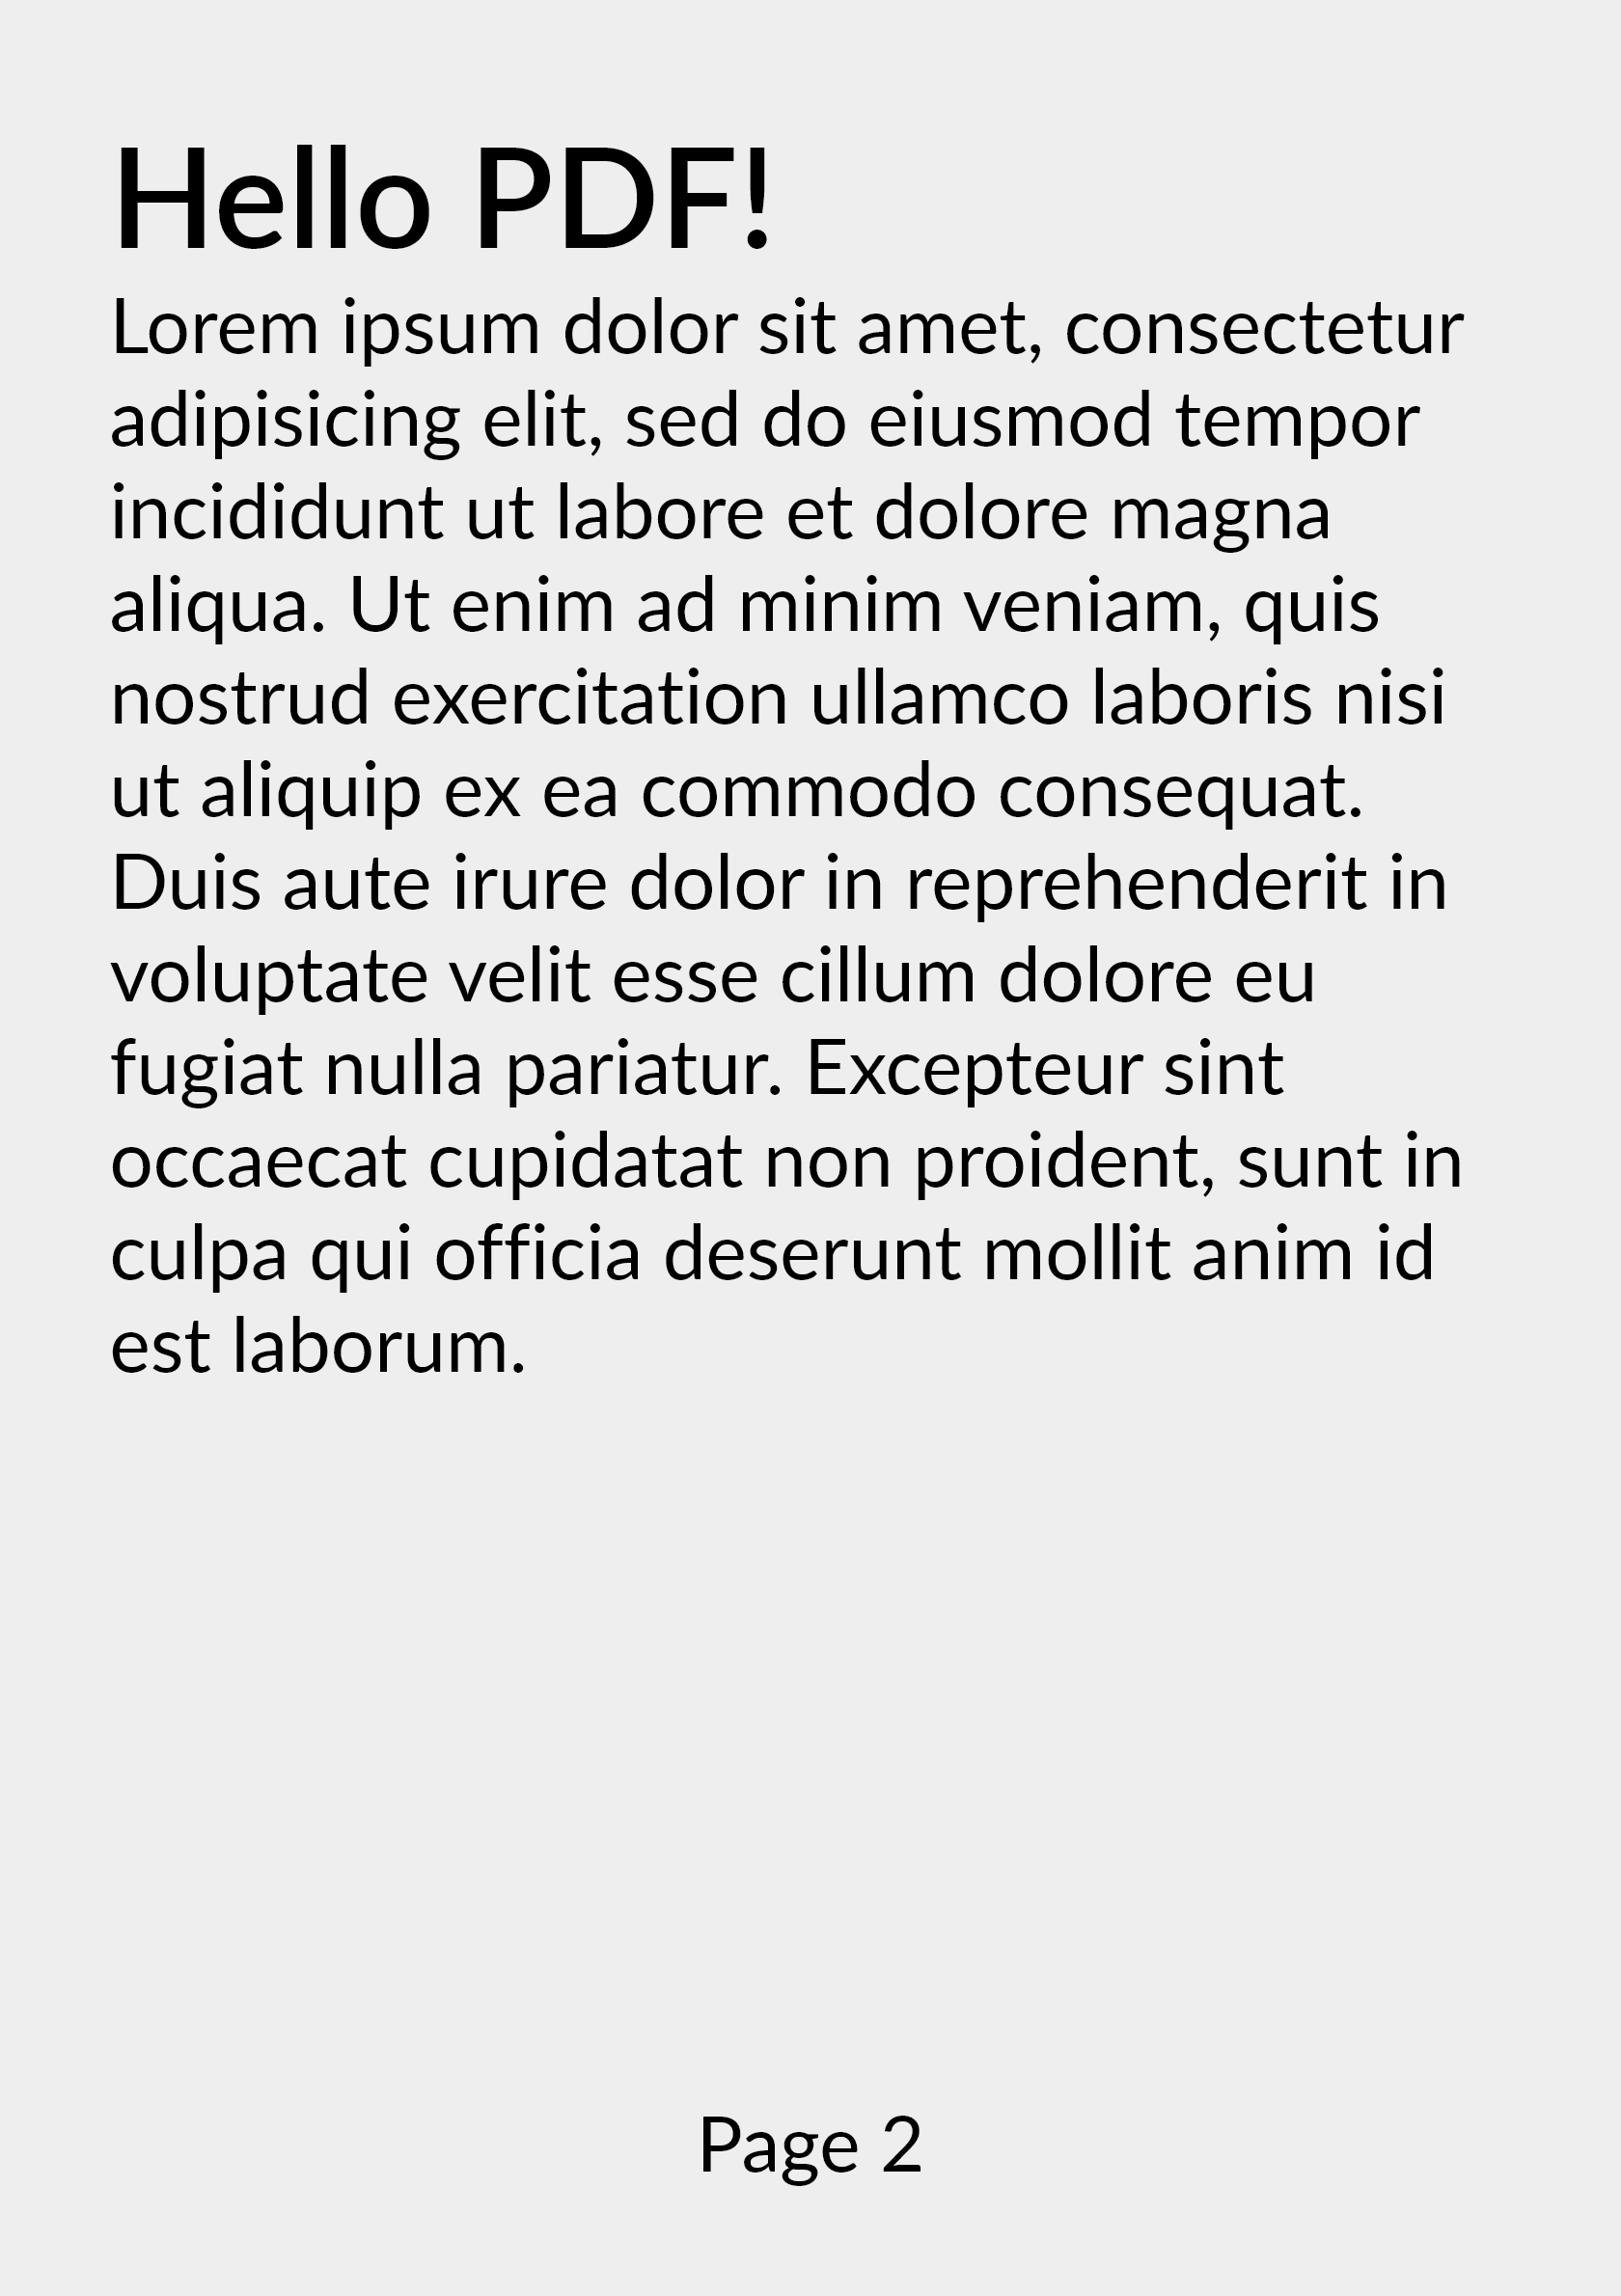 Hello PDF!
Lorem ipsum dolor sit amet, consectetur
adipisicing elit, sed do eiusmod tempor
incididunt ut labore et dolore magna
aliqua. Ut enim ad minim veniam, quis
nostrud exercitation ullamco laboris nisi
ut aliquip ex ea commodo consequat.
Duis aute irure dolor in reprehenderit in
voluptate velit esse cillum dolore eu
fugiat nulla pariatur. Excepteur sint
occaecat cupidatat non proident, sunt in
culpa qui officia deserunt mollit anim id
est laborum.
Page 2